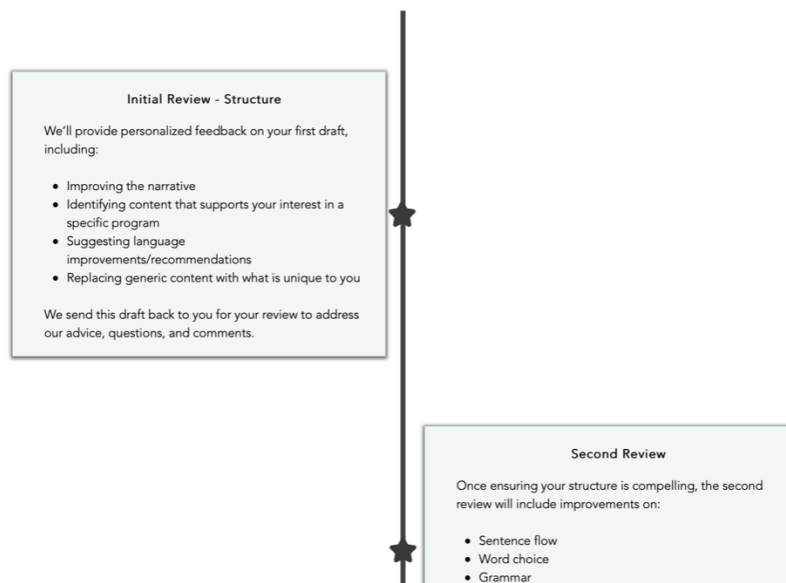 Initial Review - Structure
We'll provide personalized feedback on your first draft,
including:
• Improving the narrative
• Identifying content that supports your interest in a
specific program
• Suggesting language
improvements/recommendations
• Replacing generic content with what is unique to you
We send this draft back to you for your review to address
our advice, questions, and comments.
Second Review
Once ensuring your structure is compelling, the second
review will include improvements on:
• Sentence flow
• Word choice
• Grammar